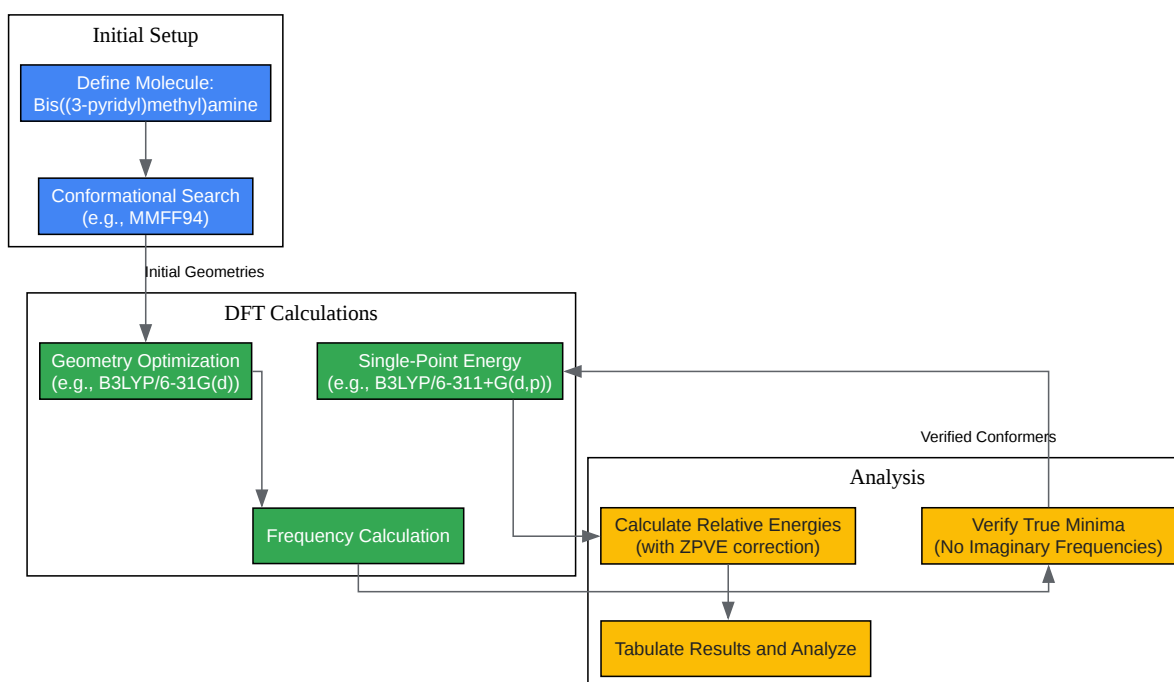 Initial Setup
Define Molecule:
Bis((3-pyridyl)methyl)amine
Conformational Search
(e.g., MMFF94)
Initial Geometries
DFT Calculations
Geometry Optimization
(e.g., B3LYP/6-31G(d))
Single-Point Energy
(e.g., B3LYP/6-311+G(d,p))
Frequency Calculation
Verified Conformers
Analysis
Calculate Relative Energies
(with ZPVE correction)
Verify True Minima
(No Imaginary Frequencies)
Tabulate Results and Analyze